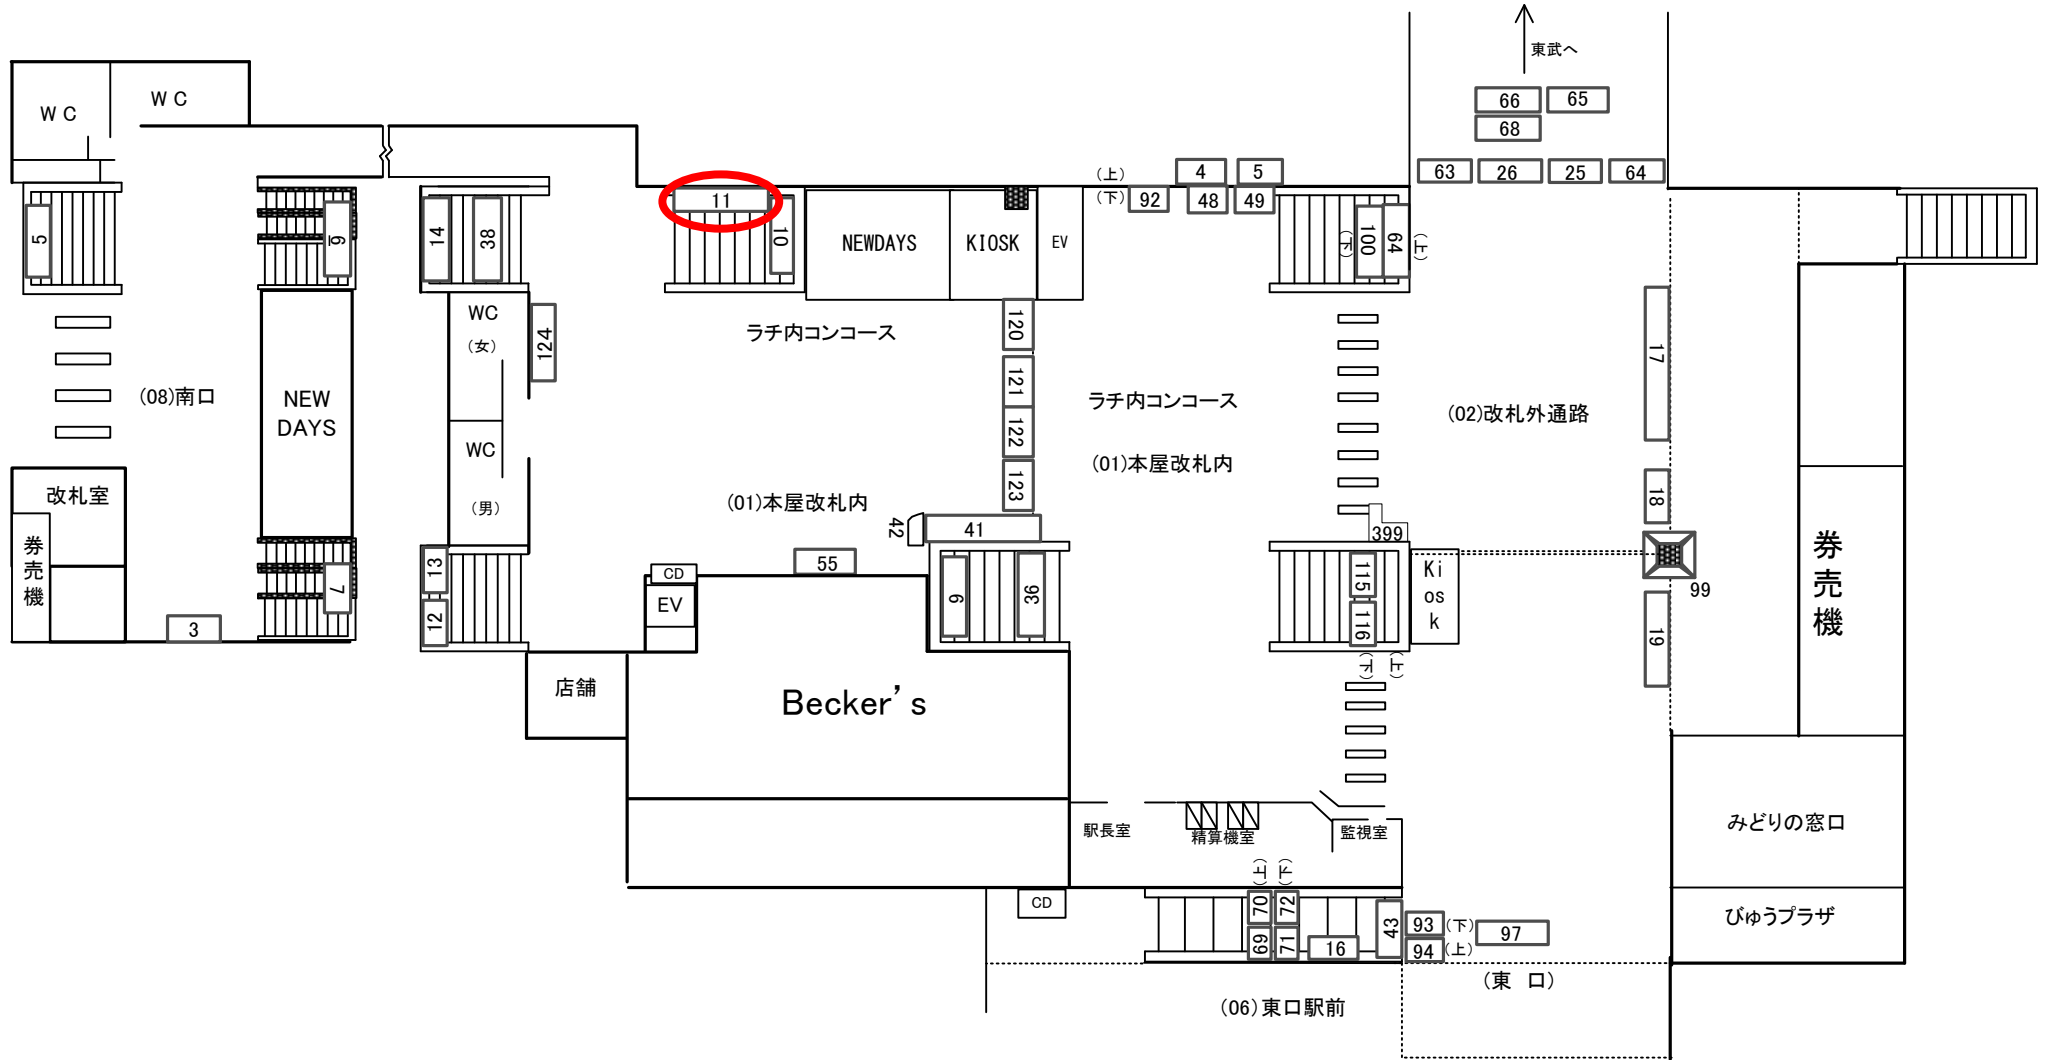 東武へ
66
65
68
ＷＣ
ＷＣ
63
26
25
64
(上)
4
5
(下)
92
48
49
11
10
5
9
14
38
NEWDAYS
KIOSK
EV
(下)
100
64
(上)
WC
(女)
124
120
ラチ内コンコース
17
121
(08)南口
NEW
DAYS
ラチ内コンコース
(02)改札外通路
122
WC
(01)本屋改札内
123
改札室
(男)
(01)本屋改札内
18
42
41
399
券売機
13
55
CD
EV
12
7
3
6
36
115
116
Ki
os
k
99
19
券売機
(下)
(上)
店舗
Becker's
駅長室
精算機室
監視室
みどりの窓口
(上)
(下)
CD
70
72
69
71
16
43
93
(下)
94
(上)
97
びゅうプラザ
(東 口)
(06)東口駅前